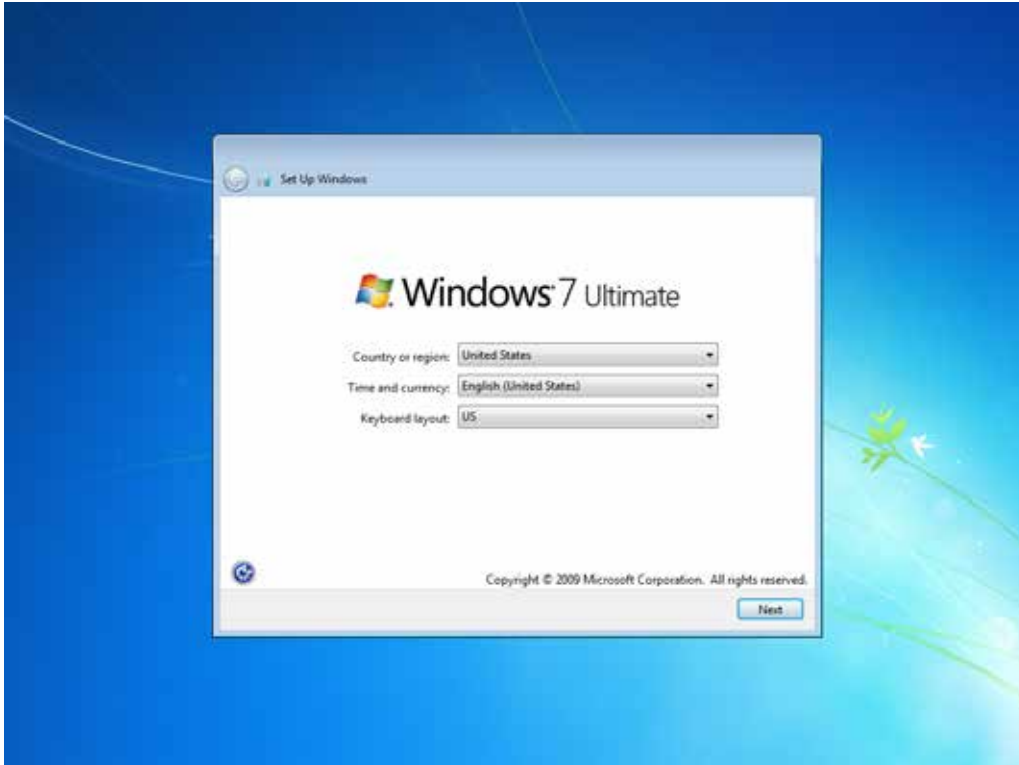 Set Up Windows
Windows 7 Ultimate
Country or region: United States
Time and currency: English (United States)
Keyboard layout: US
Copyright © 2009 Microsoft Corporation. All rights reserved.
Next